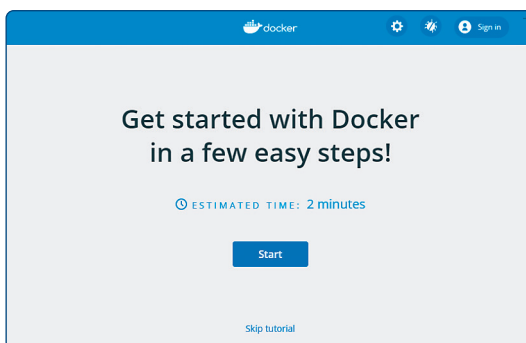 docker
Sign in
Get started with Docker
in a few easy steps!
ESTIMATED TIME: 2 minutes
Start
Skip tutorial